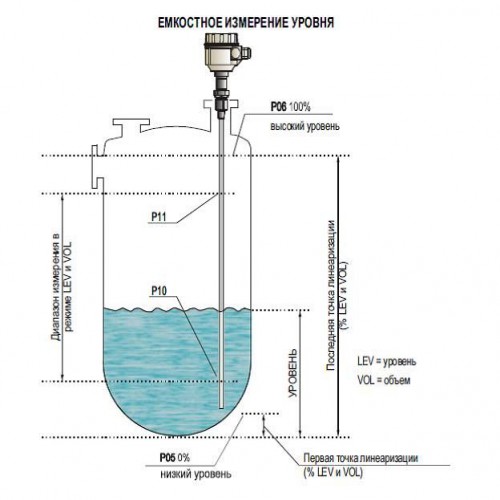 ЕМКОСТНОЕ ИЗМЕРЕНИЕ УРОВНЯ
P06 100%
высокий уровень
P11
Диапазон измерения в
режиме LEV и VOL
P10
УРОВЕНЬ
Последняя точка линеаризации
(% LEV и VOL)
LEV = уровень
VOL = объем
P05 0%
низкий уровень
Первая точка линеаризации
(% LEV и VOL)